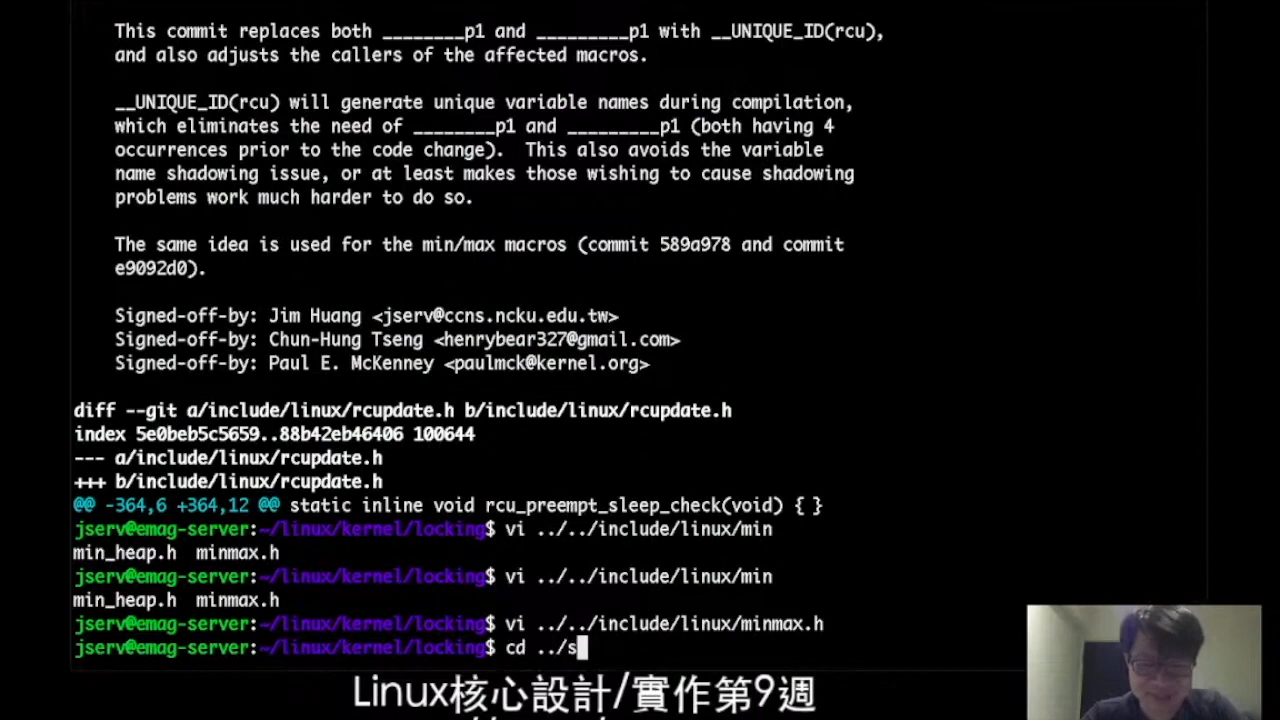 This commit replaces both ________p1 and _________p1 with __UNIQUE_ID(rcu),
and also adjusts the callers of the affected macros.
__UNIQUE_ID(rcu) will generate unique variable names during compilation,
which eliminates the need of ________p1 and _________p1 (both having 4
occurrences prior to the code change).  This also avoids the variable
name shadowing issue, or at least makes those wishing to cause shadowing
problems work much harder to do so.
The same idea is used for the min/max macros (commit 589a978 and commit
e9092d0).
Signed-off-by: Jim Huang <jserv@ccns.ncku.edu.tw>
Signed-off-by: Chun-Hung Tseng <henrybear327@gmail.com>
Signed-off-by: Paul E. McKenney <paulmck@kernel.org>
diff --git a/include/linux/rcupdate.h b/include/linux/rcupdate.h
index 5e0beb5c5659..88b42eb46406 100644
--- a/include/linux/rcupdate.h
+++ b/include/linux/rcupdate.h
@@ -364,6 +364,12 @@ static inline void rcu_preempt_sleep_check(void) { }
jserv@emag-server:~/linux/kernel/locking$ vi ../../include/linux/min
min_heap.h  minmax.h
jserv@emag-server:~/linux/kernel/locking$ vi ../../include/linux/min
min_heap.h  minmax.h
jserv@emag-server:~/linux/kernel/locking$ vi ../../include/linux/minmax.h
jserv@emag-server:~/linux/kernel/locking$ cd ../s
Linux核心設計/實作第9週